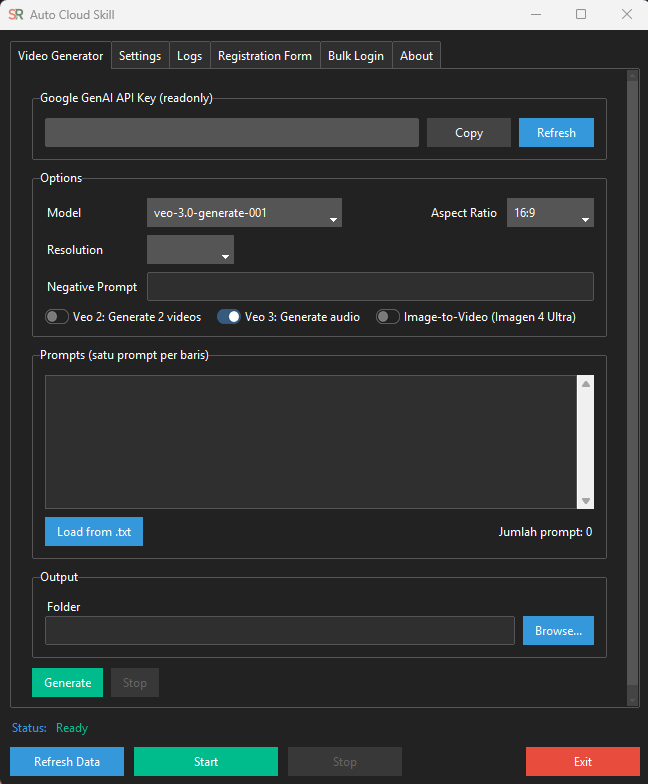 SR Auto Cloud Skill
Video Generator Settings Logs Registration Form Bulk Login About
Google GenAI API Key (readonly)
Copy Refresh
Options
Model veo-3.0-generate-001 Aspect Ratio 16:9
Resolution
Negative Prompt
Veo 2: Generate 2 videos Veo 3: Generate audio Image-to-Video (Imagen 4 Ultra)
Prompts (satu prompt per baris)
Load from .txt Jumlah prompt: 0
Output
Folder
Browse...
Generate Stop
Status: Ready
Refresh Data Start Stop Exit